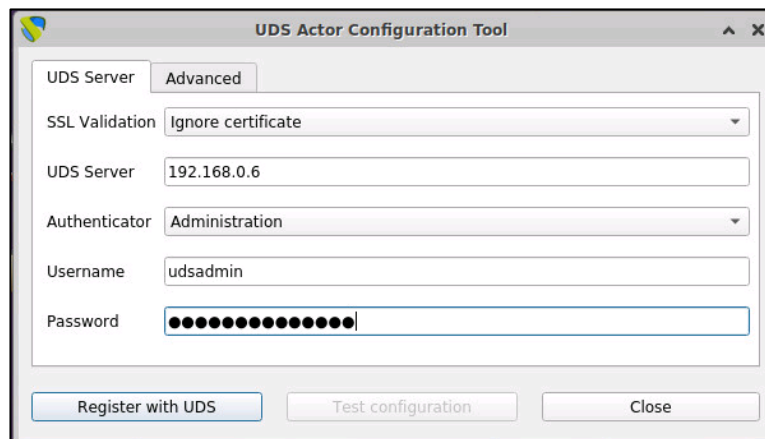 UDS Actor Configuration Tool
UDS Server Advanced
SSL Validation Ignore certificate
UDS Server 192.168.0.6
Authenticator Administration
Username udsadmin
Password ●●●●●●●●●●●●●●
Register with UDS Test configuration Close